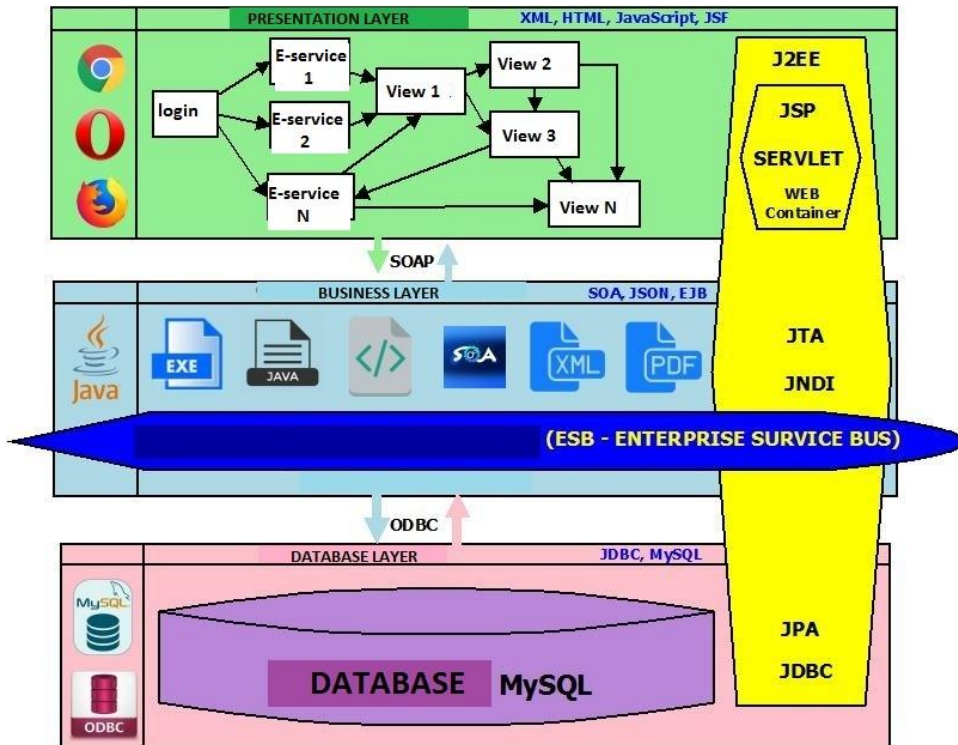 PRESENTATION LAYER
XML, HTML, JavaScript, JSF
login
E-service
1
E-service
2
E-service
N
View 1
View 2
View 3
View N
J2EE
JSP
SERVLET
WEB
Container
SOAP
BUSINESS LAYER
SOA, JSON, EJB
Java
EXE
JAVA
</>
SOA
XML
PDF
JTA
JNDI
(ESB - ENTERPRISE SURVICE BUS)
ODBC
DATABASE LAYER
JDBC, MySQL
MySQL
ODBC
DATABASE MySQL
JPA
JDBC